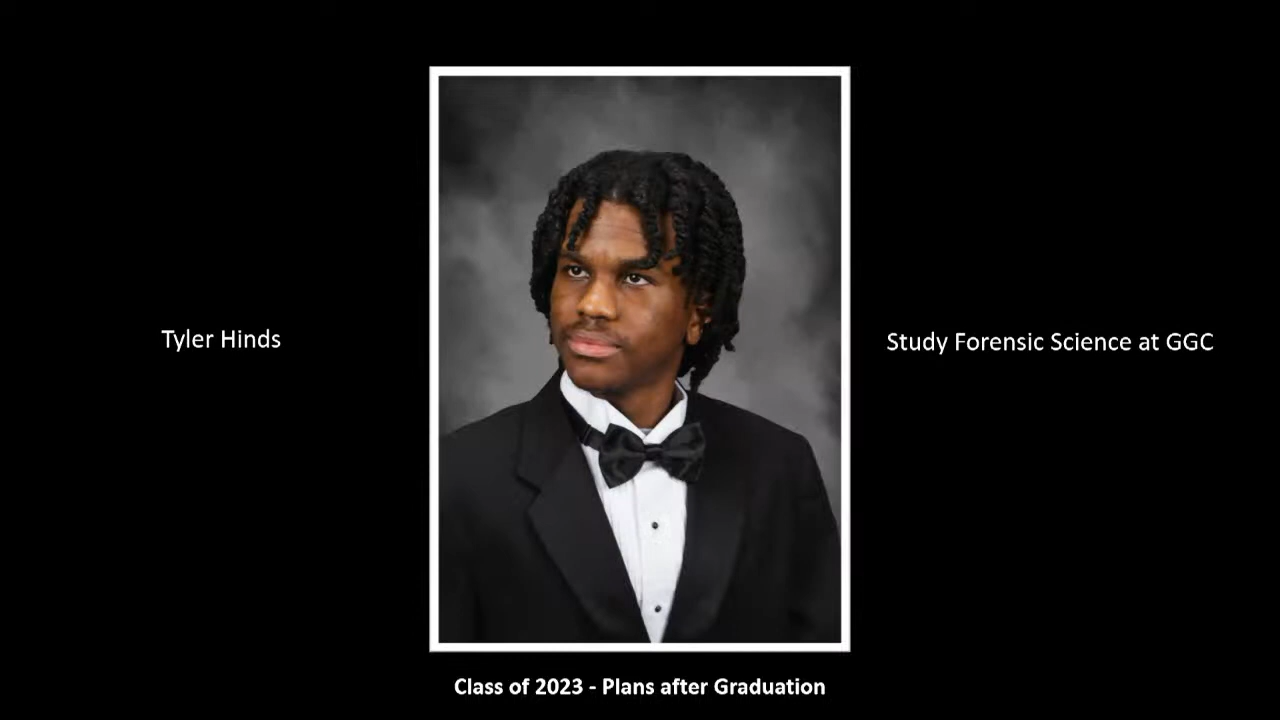 Tyler Hinds
Study Forensic Science at GGC
Class of 2023 - Plans after Graduation